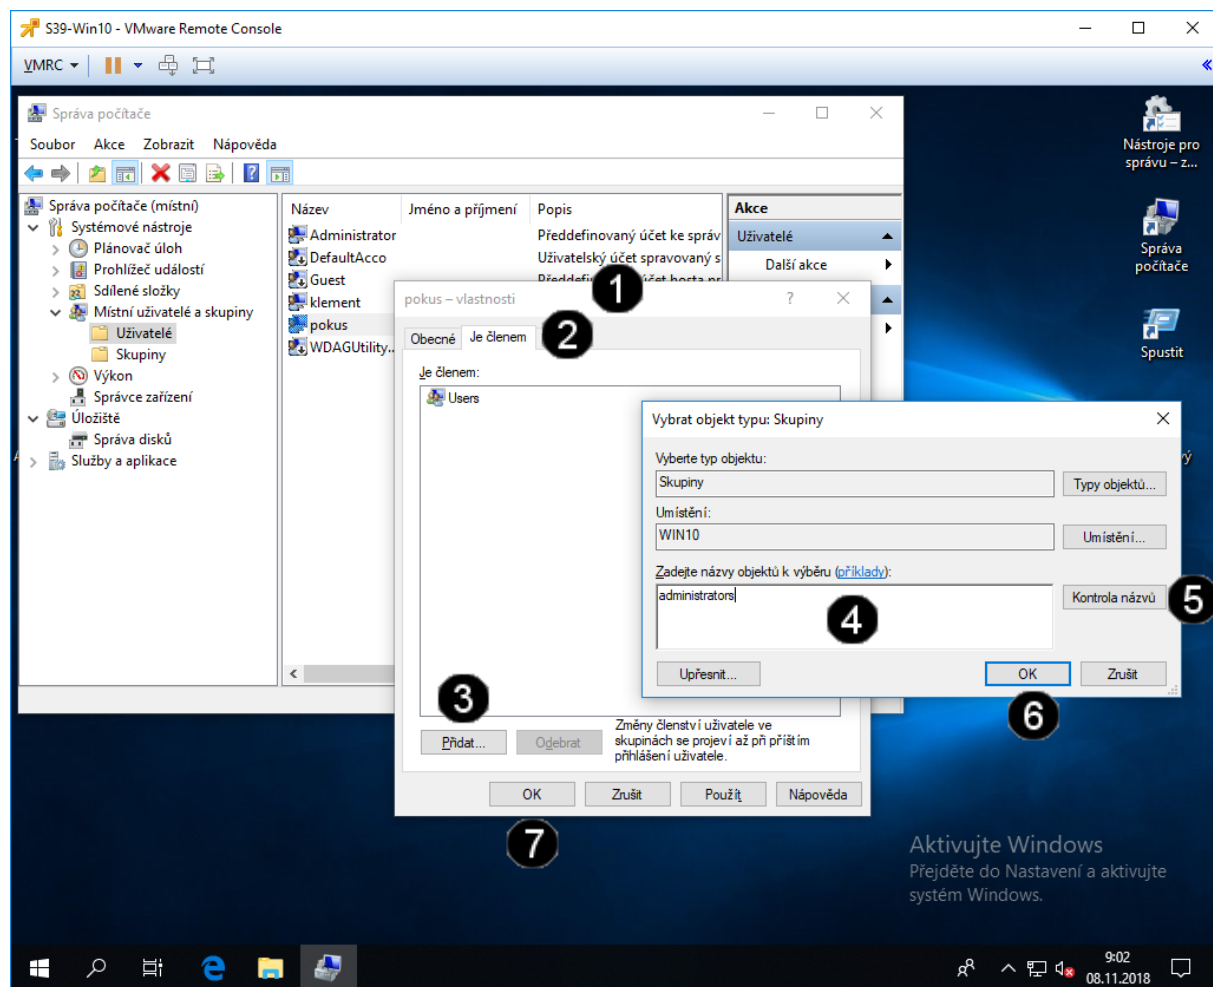 S39-Win10 - VMware Remote Console
VMRC
Správa počítače
Soubor Akce Zobrazit Nápověda
Správa počítače (místní)
Systémové nástroje
Plánovač úloh
Prohlížeč událostí
Sdílené složky
Místní uživatelé a skupiny
Uživatelé
Skupiny
Výkon
Správce zařízení
Úložiště
Správa disků
Služby a aplikace
Název Jméno a příjmení Popis
Administrator Předdefinovaný účet ke správ
DefaultAcco Uživatelský účet spravovaný s
Guest
klement
pokus
WDAGUtility...
Akce
Uživatelé
Další akce
1
pokus – vlastnosti
2
Obecné Je členem
Je členem:
Users
3
Přidat... Odebrat
Změny členství uživatele ve
skupinách se projeví až při příštím
přihlášení uživatele.
OK Zrušit Použít Nápověda
7
Vybrat objekt typu: Skupiny
Vyberte typ objektu:
Skupiny Typy objektů...
Umístění:
WIN10 Umístění...
Zadejte názvy objektů k výběru (příklady):
administrators Kontrola názvů
4
5
Upřesnit... OK Zrušit
6
Nástroje pro
správu – z...
Správa
počítače
Spustit
Aktivujte Windows
Přejděte do Nastavení a aktivujte
systém Windows.
9:02
08.11.2018